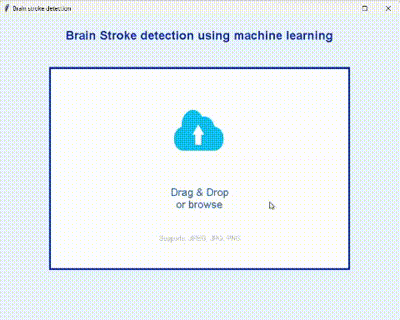 Brain stroke detection
Brain Stroke detection using machine learning
Drag & Drop
or browse
Supports: JPEG, JPG, PNG